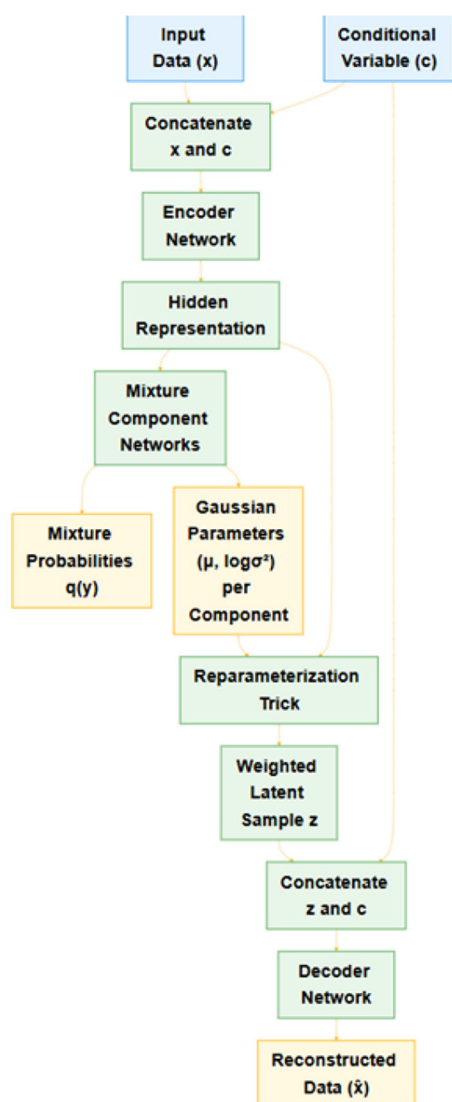 Input
Data (x)
Conditional
Variable (c)
Concatenate
x and c
Encoder
Network
Hidden
Representation
Mixture
Component
Networks
Mixture
Probabilities
q(y)
Gaussian
Parameters
(μ, logσ²)
per
Component
Reparameterization
Trick
Weighted
Latent
Sample z
Concatenate
z and c
Decoder
Network
Reconstructed
Data (x̂)